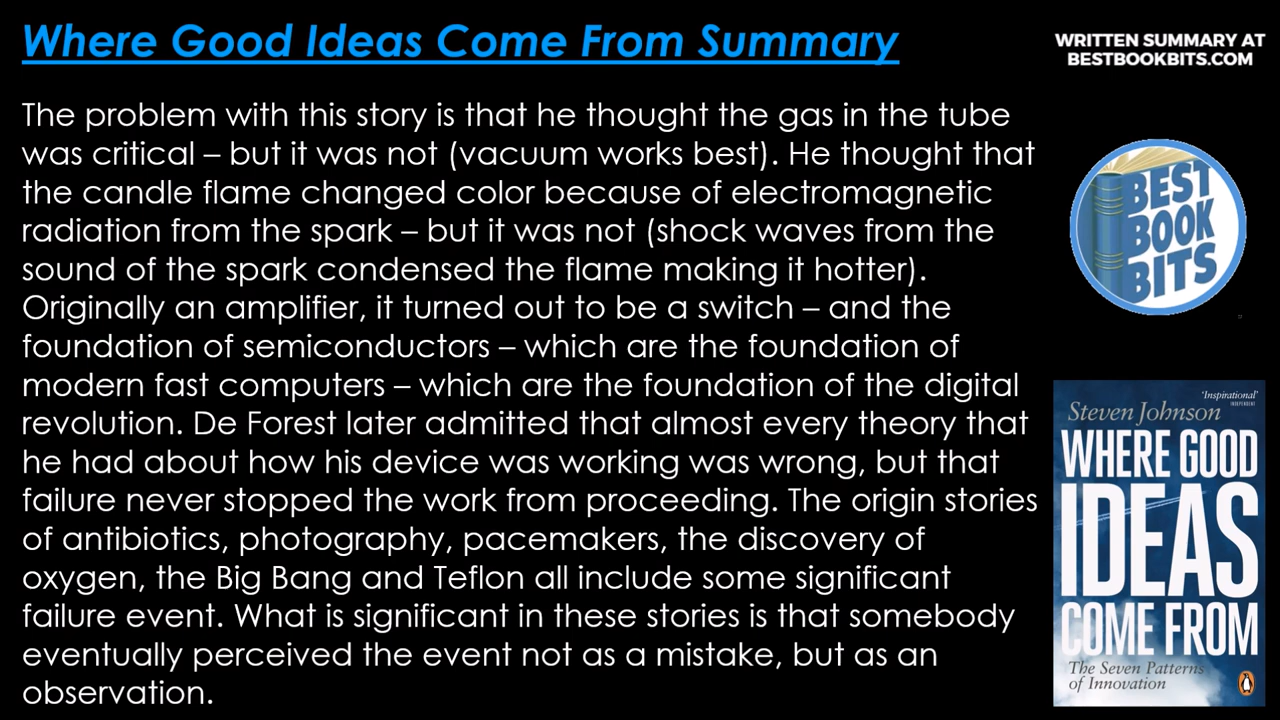 Where Good Ideas Come From Summary
WRITTEN SUMMARY AT
BESTBOOKBITS.COM
The problem with this story is that he thought the gas in the tube
was critical – but it was not (vacuum works best). He thought that
the candle flame changed color because of electromagnetic
radiation from the spark – but it was not (shock waves from the
sound of the spark condensed the flame making it hotter).
Originally an amplifier, it turned out to be a switch – and the
foundation of semiconductors – which are the foundation of
modern fast computers – which are the foundation of the digital
revolution. De Forest later admitted that almost every theory that
he had about how his device was working was wrong, but that
failure never stopped the work from proceeding. The origin stories
of antibiotics, photography, pacemakers, the discovery of
oxygen, the Big Bang and Teflon all include some significant
failure event. What is significant in these stories is that somebody
eventually perceived the event not as a mistake, but as an
observation.
BEST
BOOK
BITS
'Inspirational'
INDEPENDENT
Steven Johnson
WHERE GOOD
IDEAS
COME FROM
The Seven Patterns
of Innovation